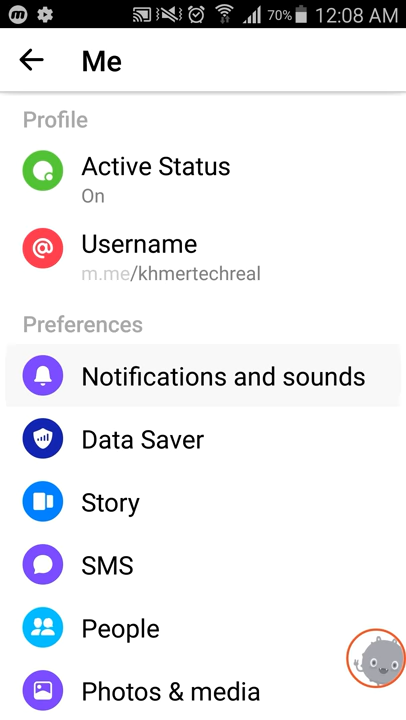 70% 12:08 AM
Me
Profile
Active Status
On
@ Username
m.me/khmertechreal
Preferences
Notifications and sounds
Data Saver
Story
SMS
People
Photos & media